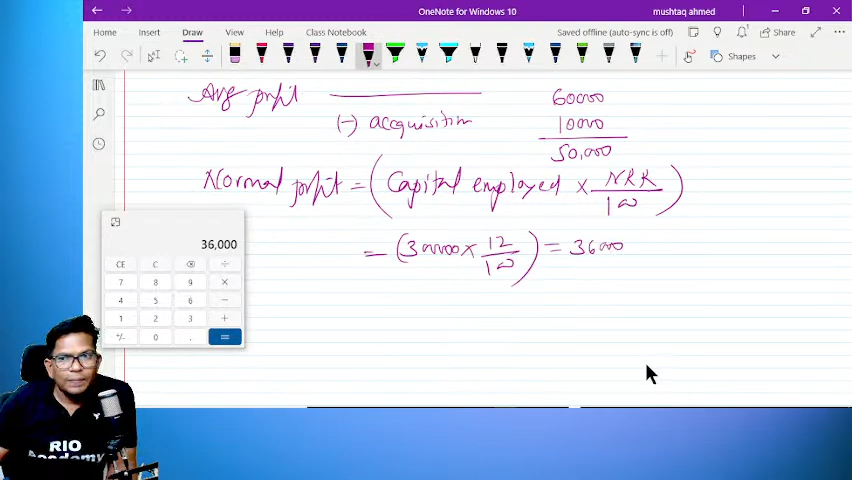 OneNote for Windows 10
mushtaq ahmed
Home Insert Draw View Help Class Notebook
Saved offline (auto-sync is off)
Share
Shapes
Avg profit
60000
(-) accquisition 10000
50,000
Normal profit = (Capital employed × NRR/100)
= (300000 × 12/100) = 36000
36,000
CE C ⌫ ÷
7 8 9 ×
4 5 6 −
1 2 3 +
+/- 0 . =
RIO
Academy